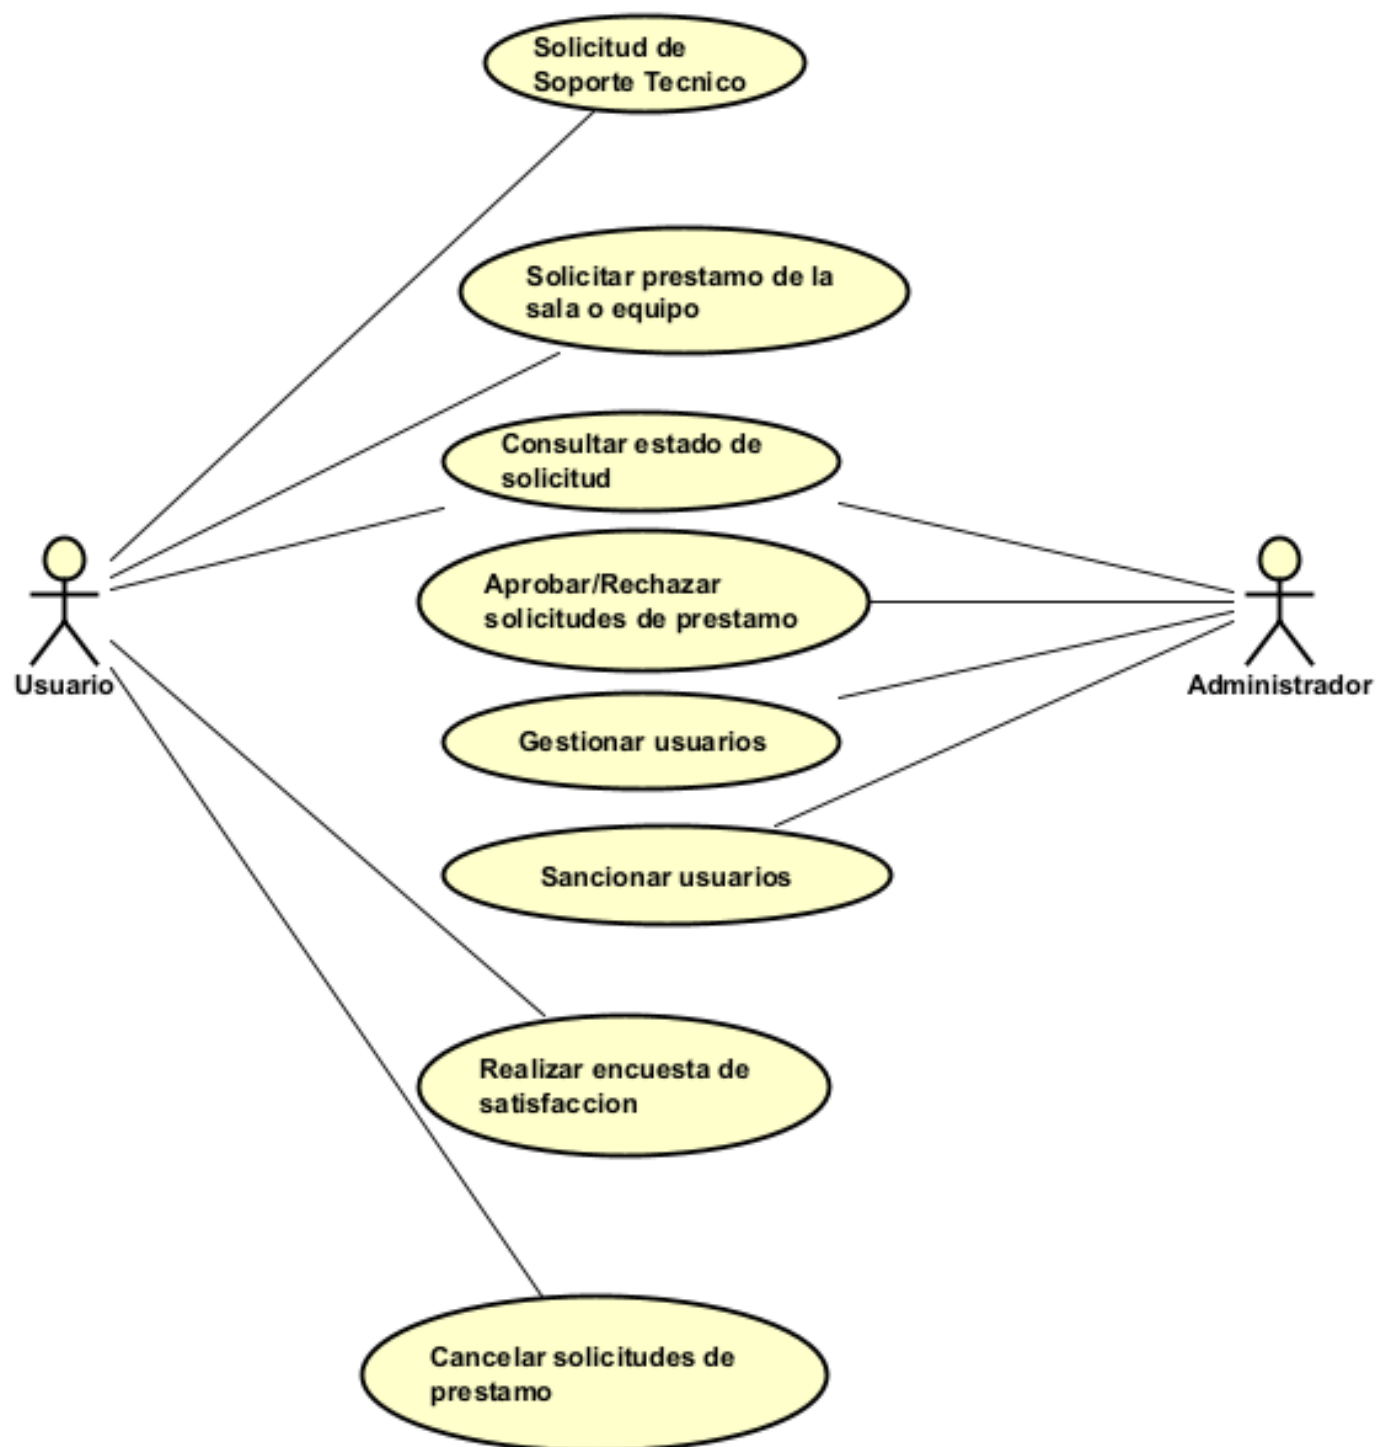 Solicitud de
Soporte Tecnico
Solicitar prestamo de la
sala o equipo
Consultar estado de
solicitud
Aprobar/Rechazar
solicitudes de prestamo
Usuario
Administrador
Gestionar usuarios
Sancionar usuarios
Realizar encuesta de
satisfaccion
Cancelar solicitudes de
prestamo